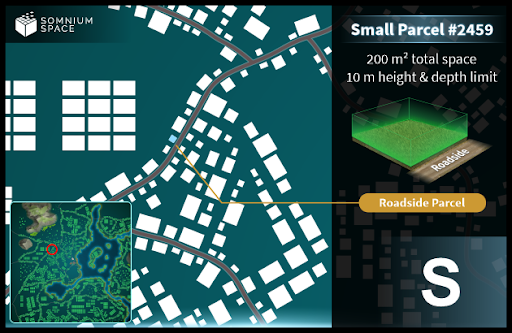 SOMNIUM
SPACE
Small Parcel #2459
200 m² total space
10 m height & depth limit
Roadside
Roadside Parcel
S